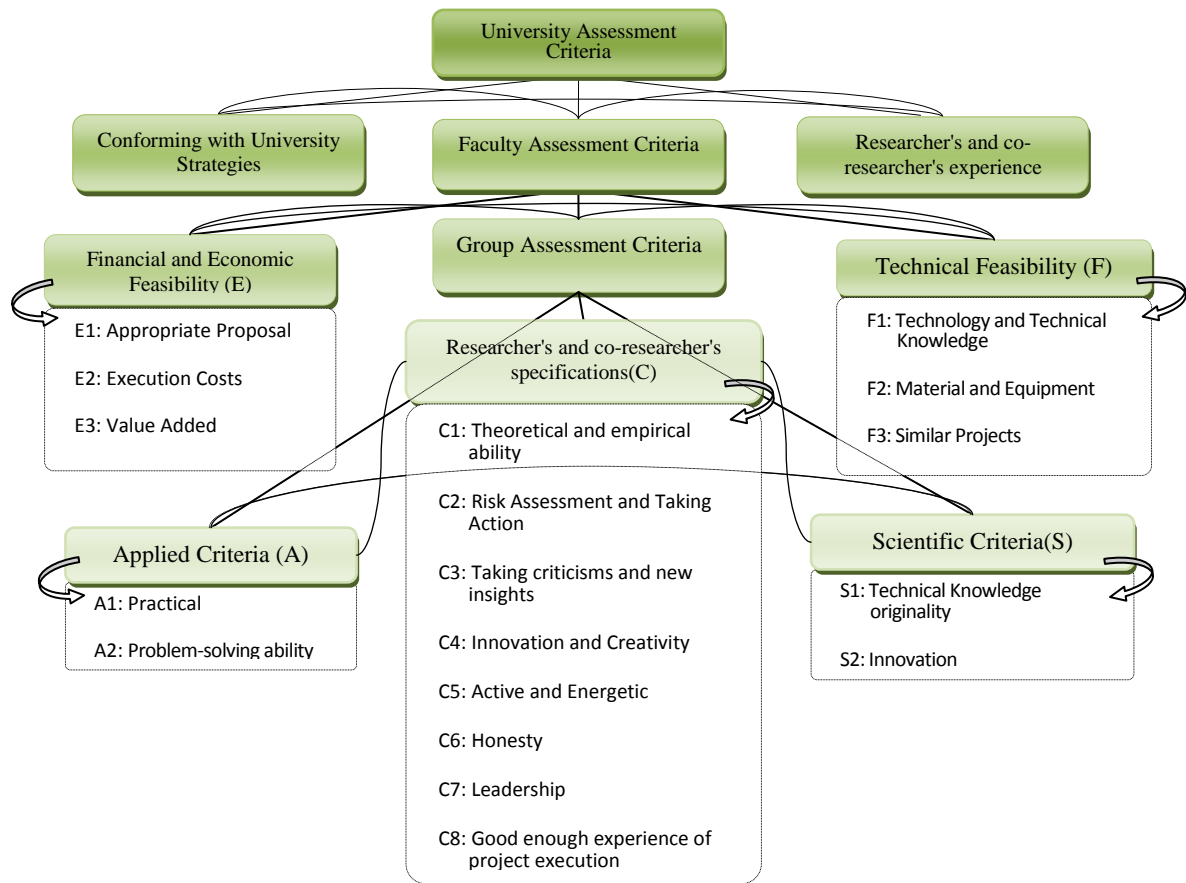 University Assessment
Criteria
Conforming with University
Strategies
Faculty Assessment Criteria
Researcher's and co-
researcher's experience
Financial and Economic
Feasibility (E)
Group Assessment Criteria
Technical Feasibility (F)
E1: Appropriate Proposal
E2: Execution Costs
E3: Value Added
Researcher's and co-researcher's
specifications(C)
F1: Technology and Technical
Knowledge
F2: Material and Equipment
F3: Similar Projects
C1: Theoretical and empirical
ability
C2: Risk Assessment and Taking
Action
C3: Taking criticisms and new
insights
C4: Innovation and Creativity
C5: Active and Energetic
C6: Honesty
C7: Leadership
C8: Good enough experience of
project execution
Applied Criteria (A)
A1: Practical
A2: Problem-solving ability
Scientific Criteria(S)
S1: Technical Knowledge
originality
S2: Innovation